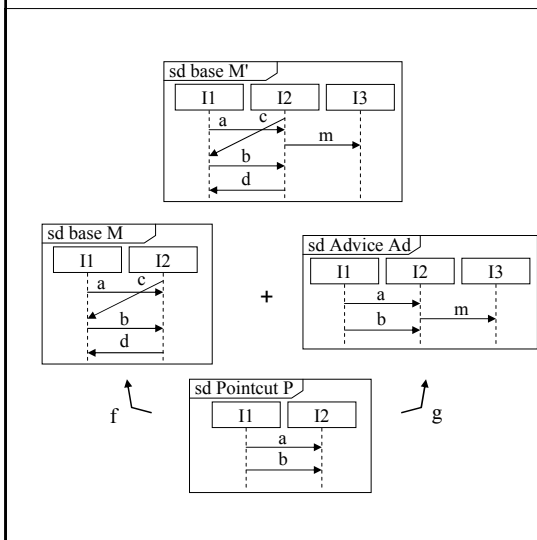 sd base M'
I1 I2 I3
a c
m
b
d
sd base M
I1 I2
a c
b
d
+
sd Advice Ad
I1 I2 I3
a
m
b
f
sd Pointcut P
I1 I2
a
b
g